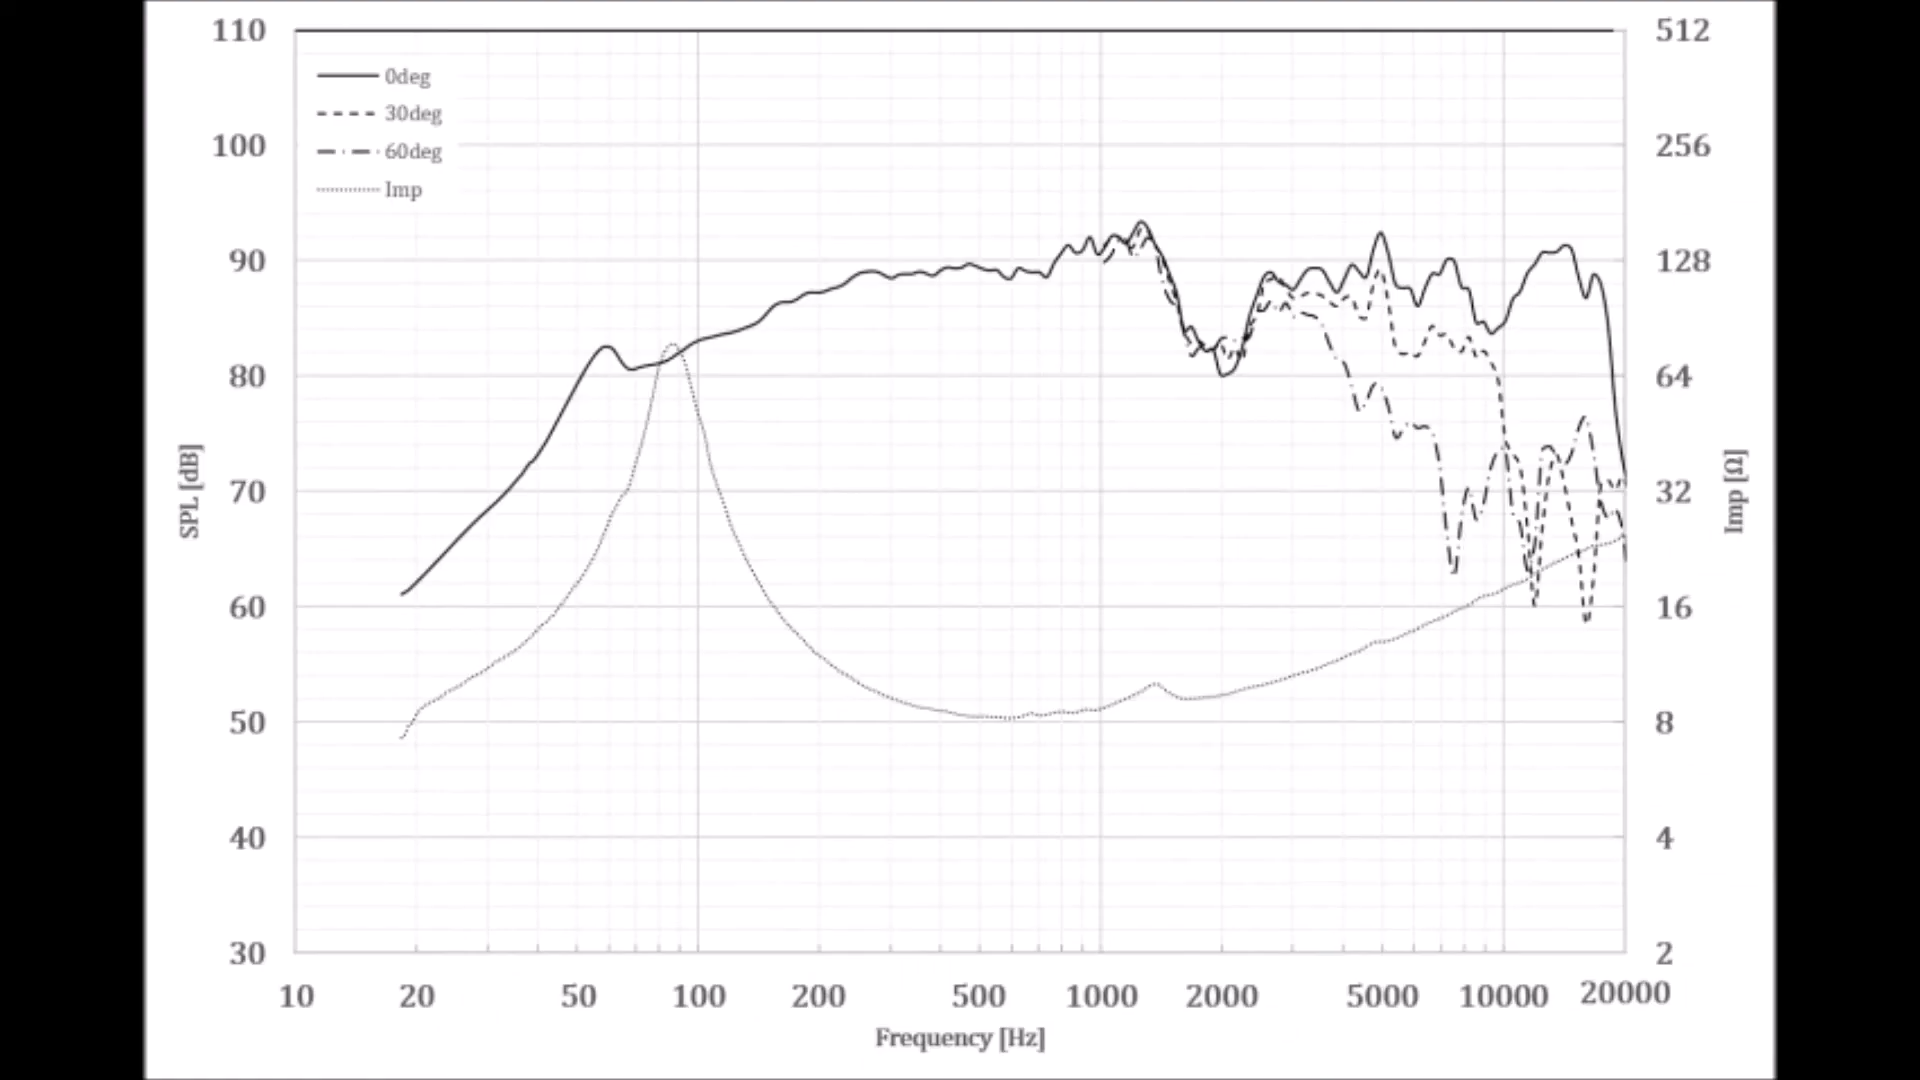 110
100
90
80
70
60
50
40
30
SPL [dB]
0deg
30deg
60deg
Imp
512
256
128
64
32
16
8
4
2
Imp [Ω]
10 20 50 100 200 500 1000 2000 5000 10000 20000
Frequency [Hz]